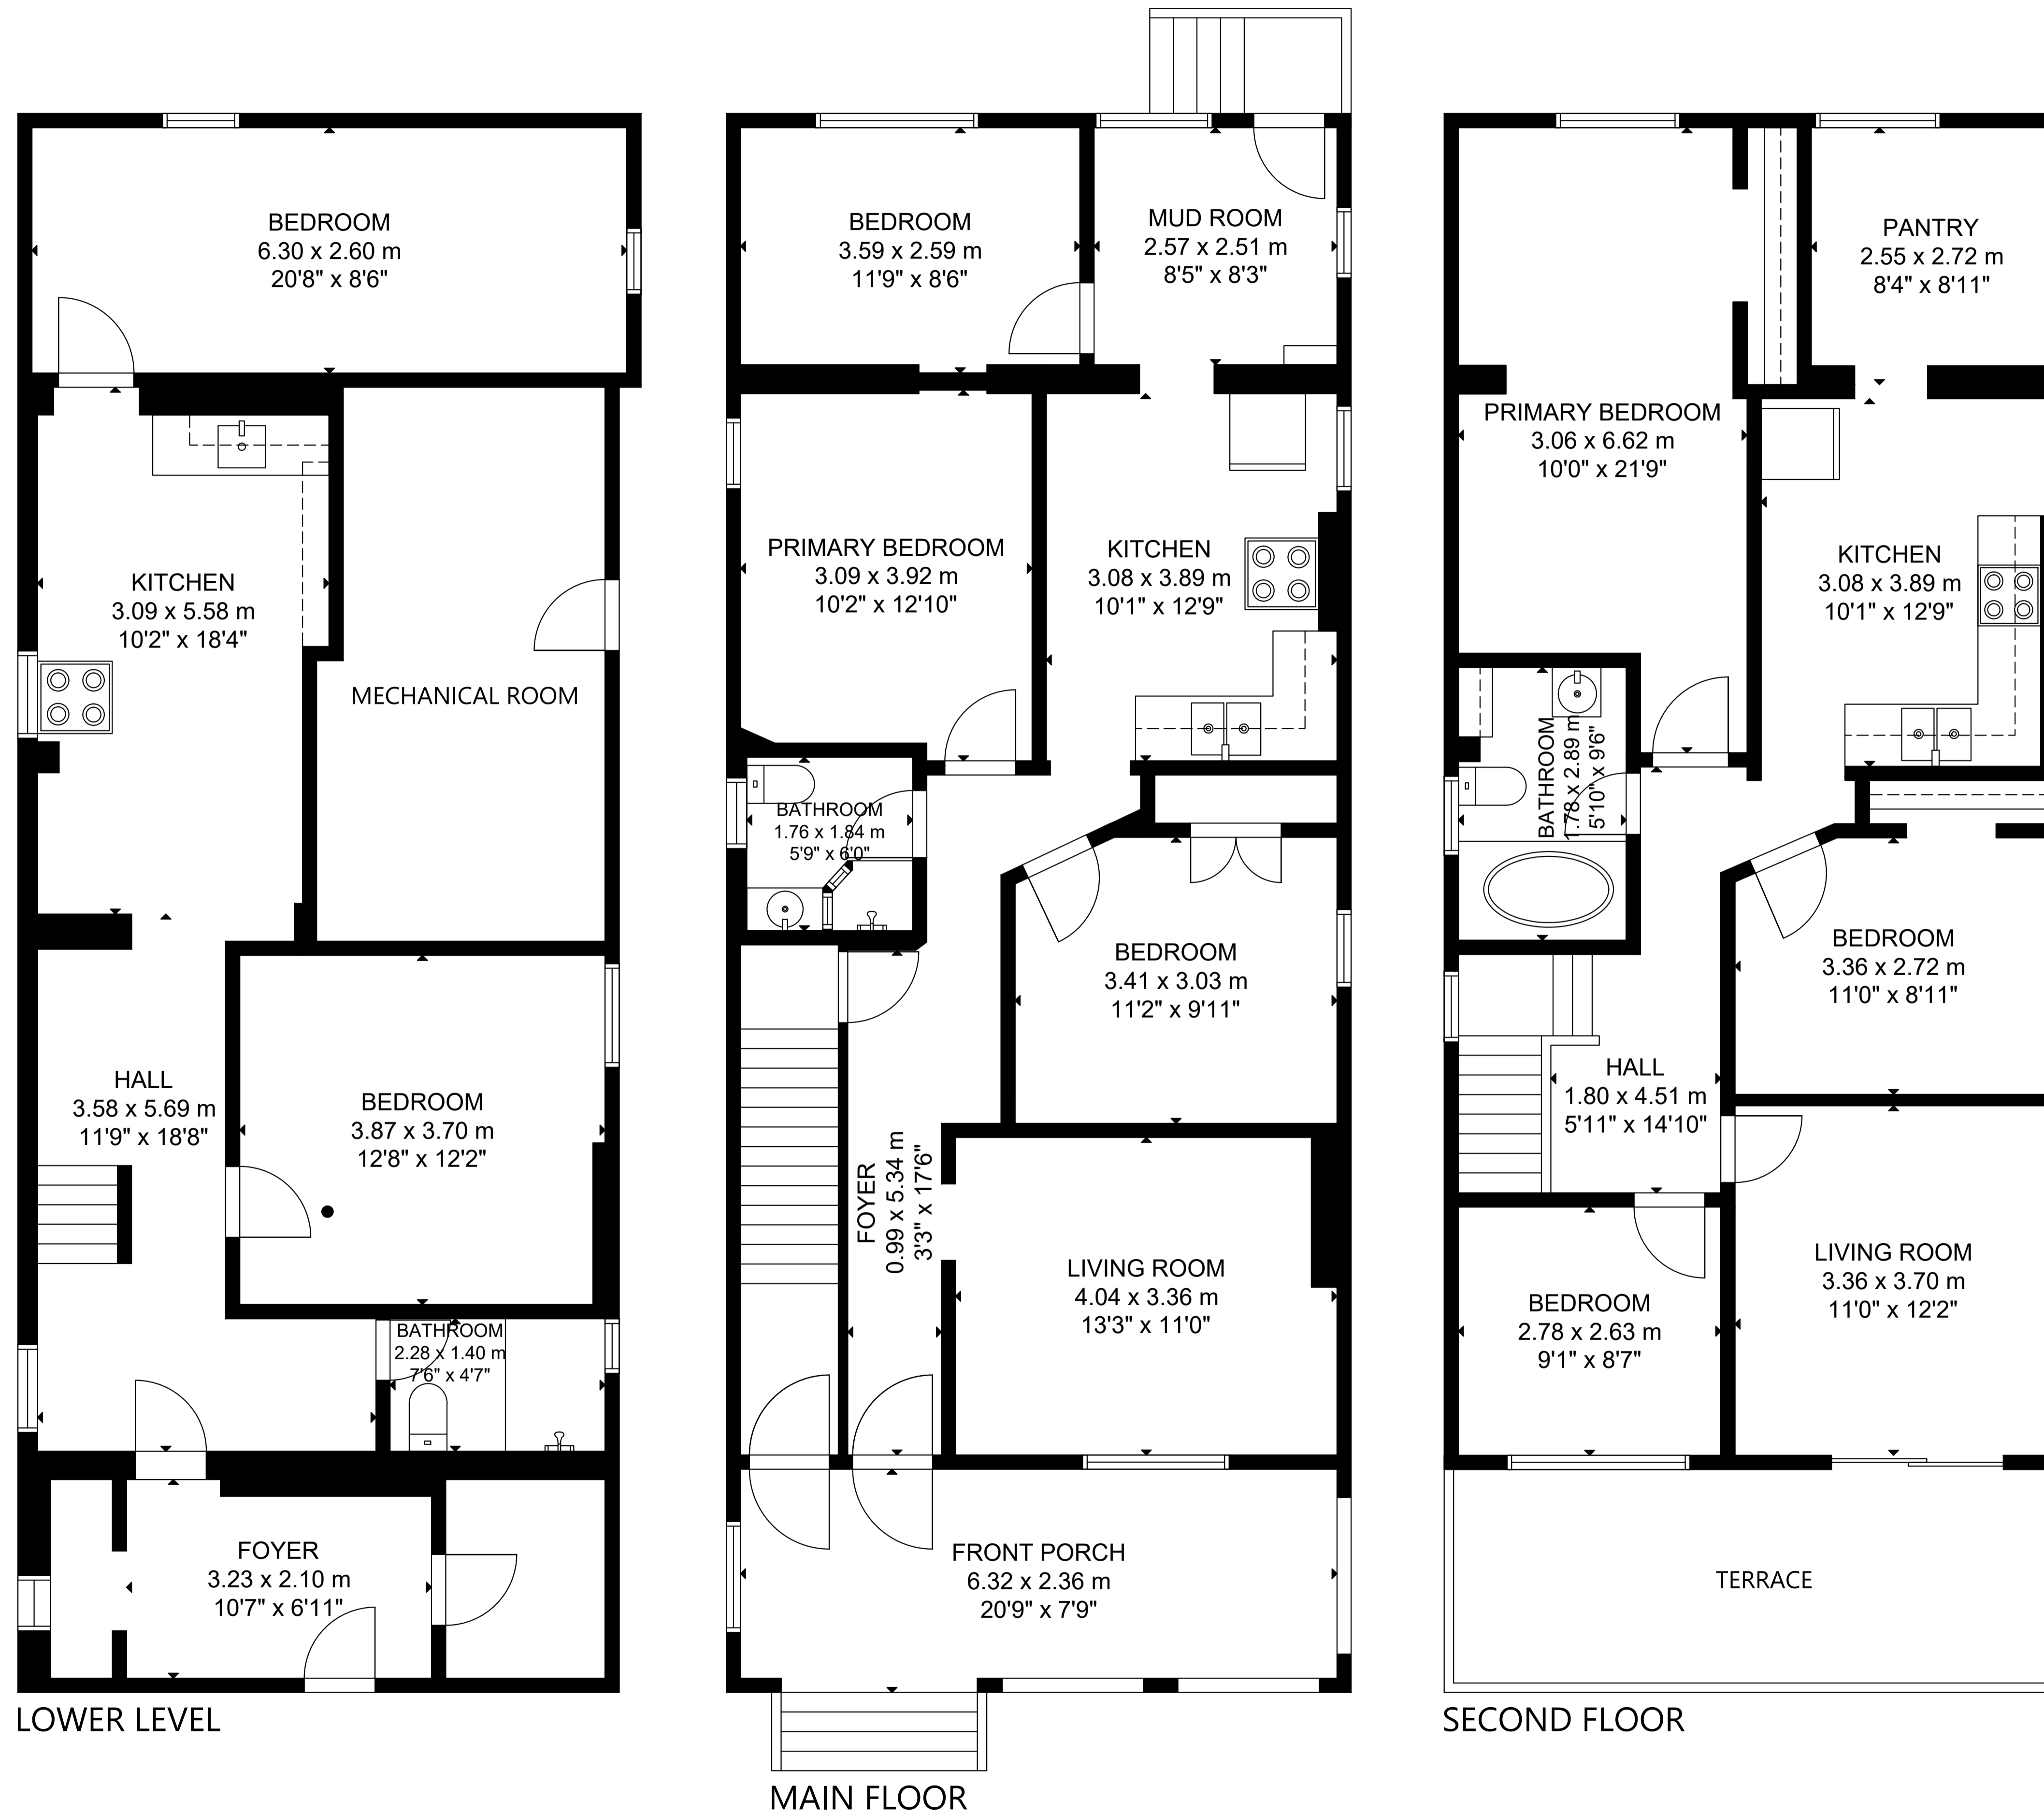 BEDROOM
6.30 x 2.60 m
20'8" x 8'6"
KITCHEN
3.09 x 5.58 m
10'2" x 18'4"
MECHANICAL ROOM
HALL
3.58 x 5.69 m
11'9" x 18'8"
BEDROOM
3.87 x 3.70 m
12'8" x 12'2"
BATHROOM
2.28 x 1.40 m
7'6" x 4'7"
FOYER
3.23 x 2.10 m
10'7" x 6'11"
LOWER LEVEL
BEDROOM
3.59 x 2.59 m
11'9" x 8'6"
MUD ROOM
2.57 x 2.51 m
8'5" x 8'3"
PRIMARY BEDROOM
3.09 x 3.92 m
10'2" x 12'10"
KITCHEN
3.08 x 3.89 m
10'1" x 12'9"
BATHROOM
1.76 x 1.84 m
5'9" x 6'0"
BEDROOM
3.41 x 3.03 m
11'2" x 9'11"
FOYER
0.99 x 5.34 m
3'3" x 17'6"
LIVING ROOM
4.04 x 3.36 m
13'3" x 11'0"
FRONT PORCH
6.32 x 2.36 m
20'9" x 7'9"
MAIN FLOOR
PANTRY
2.55 x 2.72 m
8'4" x 8'11"
PRIMARY BEDROOM
3.06 x 6.62 m
10'0" x 21'9"
KITCHEN
3.08 x 3.89 m
10'1" x 12'9"
BATHROOM
1.78 x 2.89 m
5'10" x 9'6"
BEDROOM
3.36 x 2.72 m
11'0" x 8'11"
HALL
1.80 x 4.51 m
5'11" x 14'10"
LIVING ROOM
3.36 x 3.70 m
11'0" x 12'2"
BEDROOM
2.78 x 2.63 m
9'1" x 8'7"
TERRACE
SECOND FLOOR